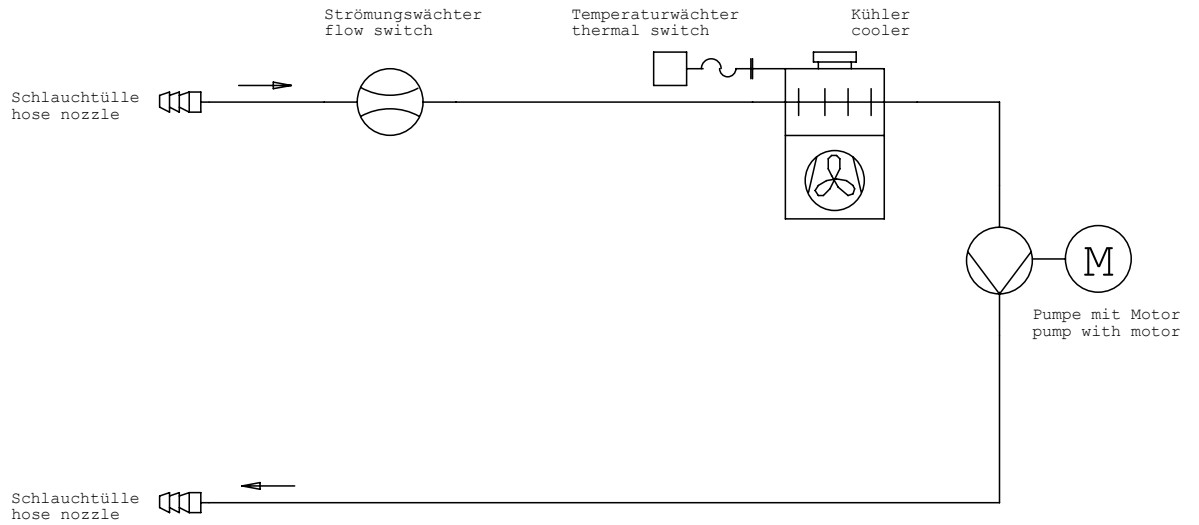 Strömungswächter
flow switch
Temperaturwächter
thermal switch
Kühler
cooler
Schlauchtülle
hose nozzle
M
Pumpe mit Motor
pump with motor
Schlauchtülle
hose nozzle